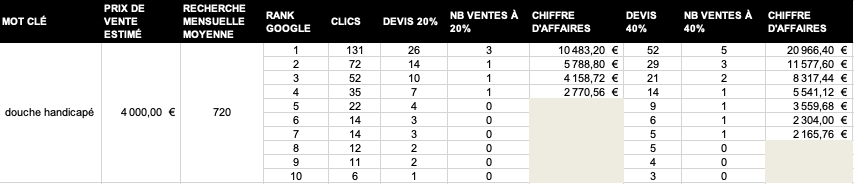 MOT CLÉ PRIX DE VENTE ESTIMÉ RECHERCHE MENSUELLE MOYENNE RANK GOOGLE CLICS DEVIS 20% NB VENTES À 20% CHIFFRE D'AFFAIRES DEVIS 40% NB VENTES À 40% CHIFFRE D'AFFAIRES
douche handicapé 4 000,00 € 720
1 131 26 3 10 483,20 € 52 5 20 966,40 €
2 72 14 1 5 788,80 € 29 3 11 577,60 €
3 52 10 1 4 158,72 € 21 2 8 317,44 €
4 35 7 1 2 770,56 € 14 1 5 541,12 €
5 22 4 0 9 1 3 559,68 €
6 14 3 0 6 1 2 304,00 €
7 14 3 0 5 1 2 165,76 €
8 12 2 0 5 0
9 11 2 0 4 0
10 6 1 0 3 0